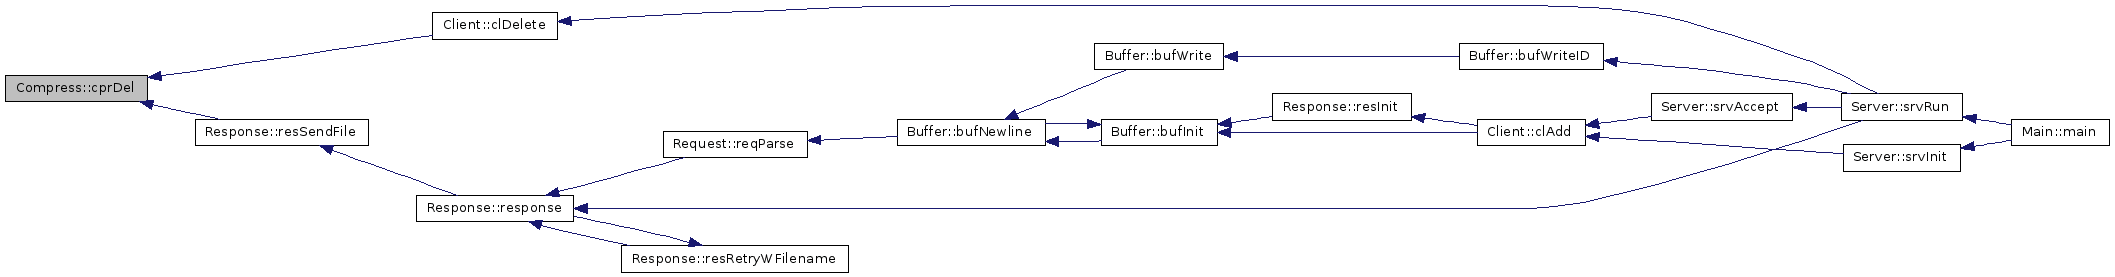 Compress::cprDel
Client::clDelete
Response::resSendFile
Response::response
Request::reqParse
Response::resRetryWFilename
Buffer::bufNewline
Buffer::bufWrite
Buffer::bufInit
Response::resInit
Buffer::bufWriteID
Client::clAdd
Server::srvAccept
Server::srvRun
Server::srvInit
Main::main